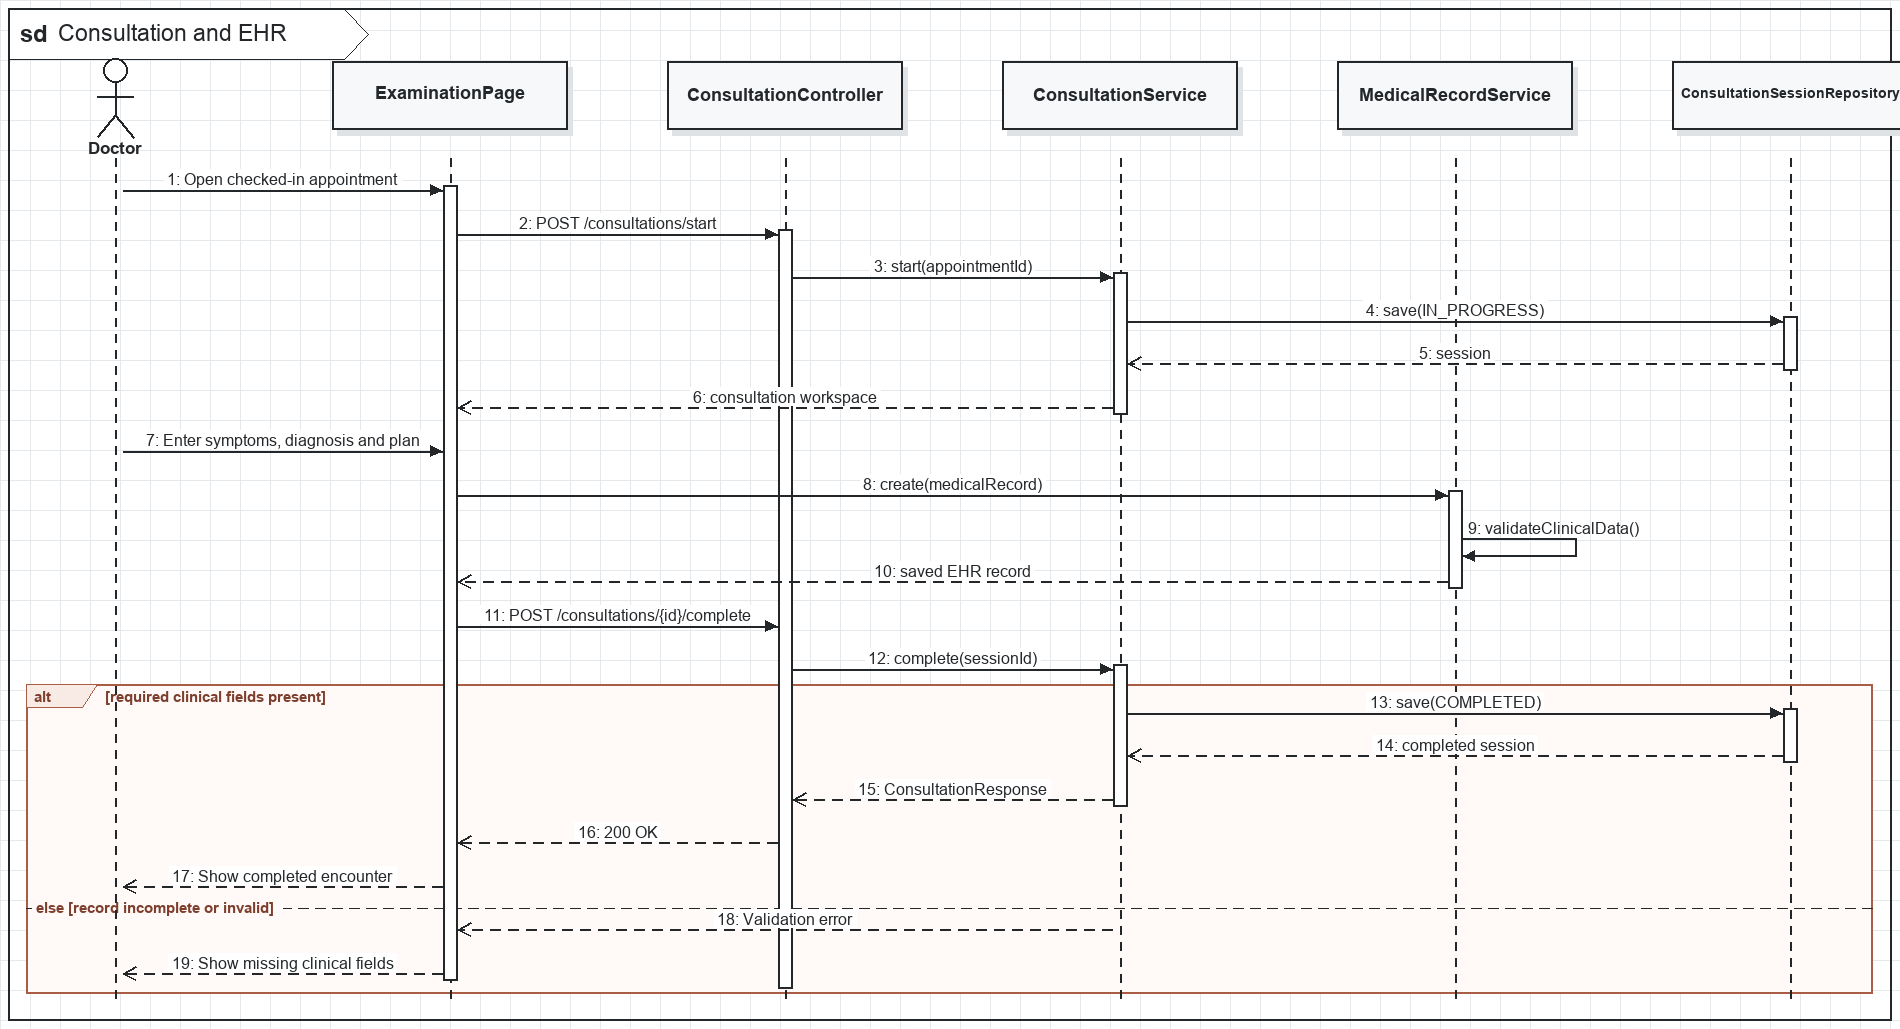 sd Consultation and EHR
Doctor
ExaminationPage
ConsultationController
ConsultationService
MedicalRecordService
ConsultationSessionRepository
1: Open checked-in appointment
2: POST /consultations/start
3: start(appointmentId)
4: save(IN_PROGRESS)
5: session
6: consultation workspace
7: Enter symptoms, diagnosis and plan
8: create(medicalRecord)
9: validateClinicalData()
10: saved EHR record
11: POST /consultations/{id}/complete
12: complete(sessionId)
alt [required clinical fields present]
13: save(COMPLETED)
14: completed session
15: ConsultationResponse
16: 200 OK
17: Show completed encounter
else [record incomplete or invalid]
18: Validation error
19: Show missing clinical fields